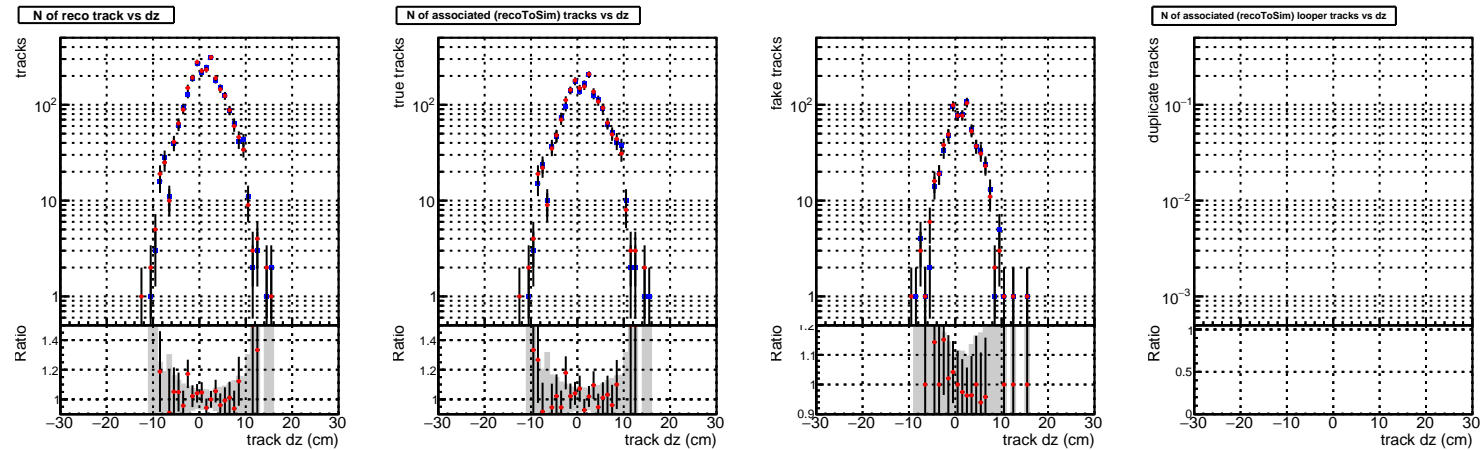 N of reco track vs dz
tracks
10²
10
1
Ratio
1.4
1.2
1
−30 −20 −10 0 10 20 30
track dz (cm)
N of associated (recoToSim) tracks vs dz
true tracks
10²
10
1
Ratio
1.4
1.2
1
−30 −20 −10 0 10 20 30
track dz (cm)
fake tracks
10²
10
1
Ratio
1.2
1.1
1
0.9
−30 −20 −10 0 10 20 30
track dz (cm)
N of associated (recoToSim) looper tracks vs dz
duplicate tracks
10⁻¹
10⁻²
10⁻³
Ratio
1
0.5
0
−30 −20 −10 0 10 20 30
track dz (cm)